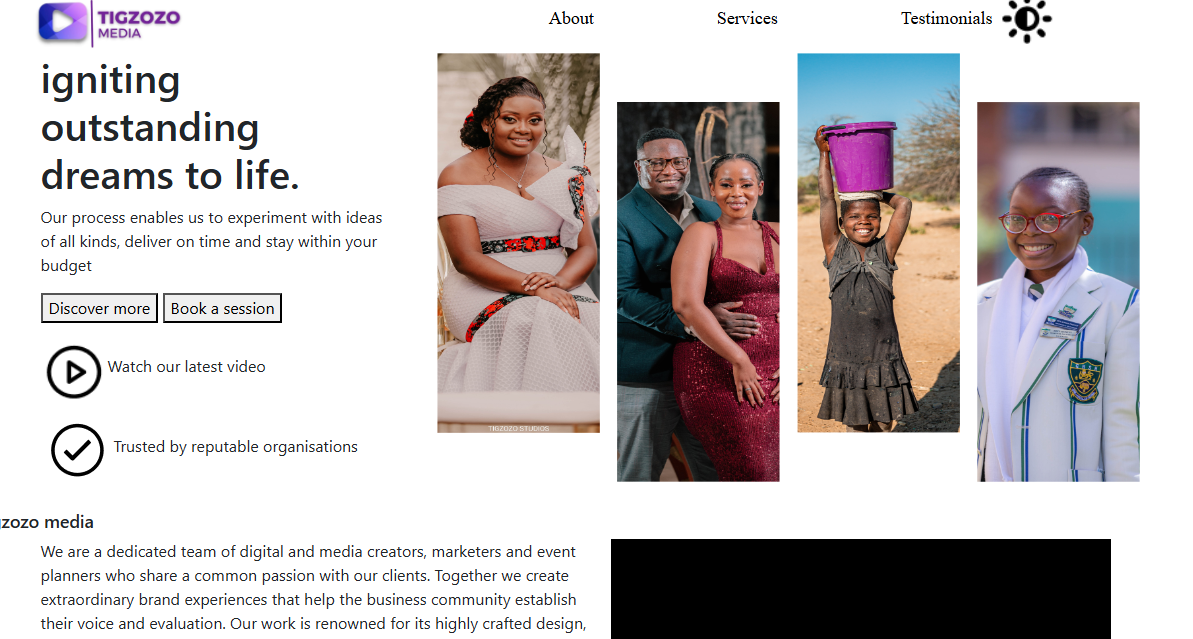 TIGZOZO
MEDIA
About
Services
Testimonials
igniting
outstanding
dreams to life.
Our process enables us to experiment with ideas
of all kinds, deliver on time and stay within your
budget
Discover more
Book a session
Watch our latest video
Trusted by reputable organisations
TIGZOZO STUDIOS
gzozo media
We are a dedicated team of digital and media creators, marketers and event
planners who share a common passion with our clients. Together we create
extraordinary brand experiences that help the business community establish
their voice and evaluation. Our work is renowned for its highly crafted design,